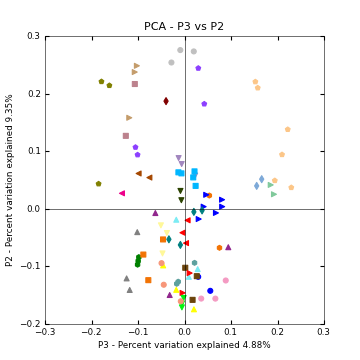 PCA - P3 vs P2
0.3
0.2
0.1
0.0
−0.1
−0.2
P2 - Percent variation explained 9.35%
−0.3 −0.2 −0.1 0.0 0.1 0.2 0.3
P3 - Percent variation explained 4.88%